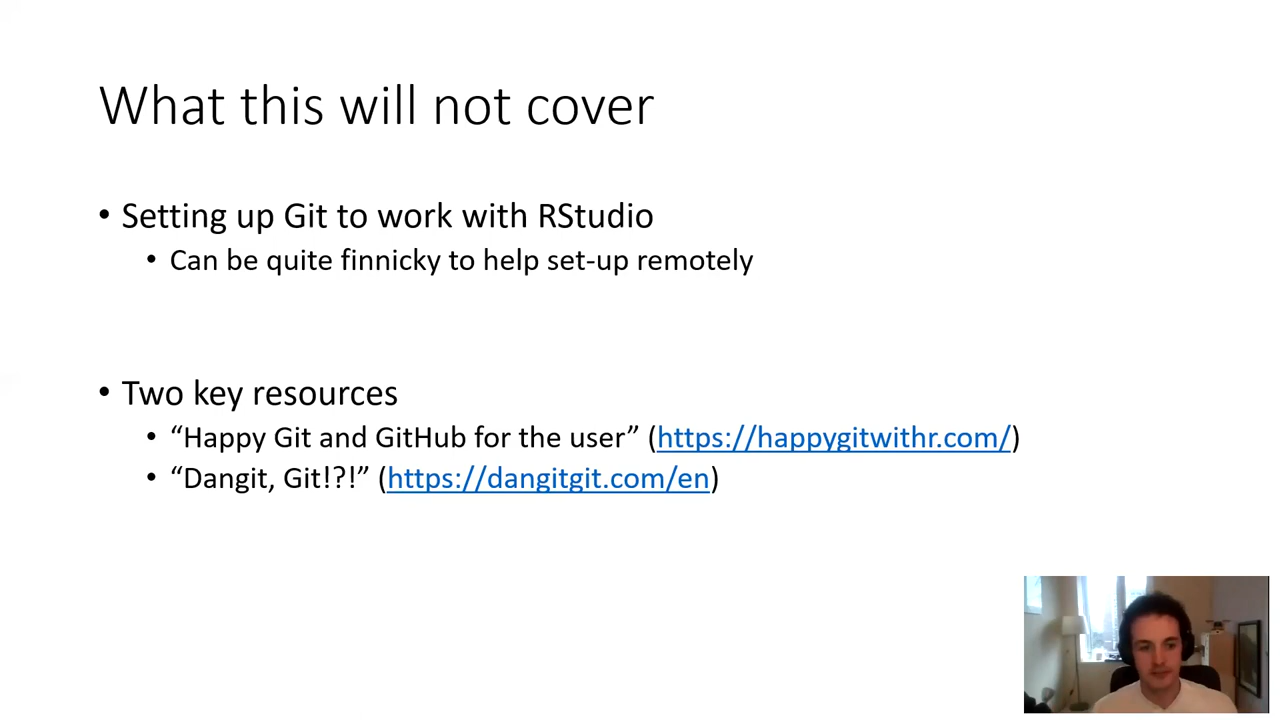 What this will not cover
• Setting up Git to work with RStudio
• Can be quite finnicky to help set-up remotely
• Two key resources
• “Happy Git and GitHub for the user” (https://happygitwithr.com/)
• “Dangit, Git!?!” (https://dangitgit.com/en)